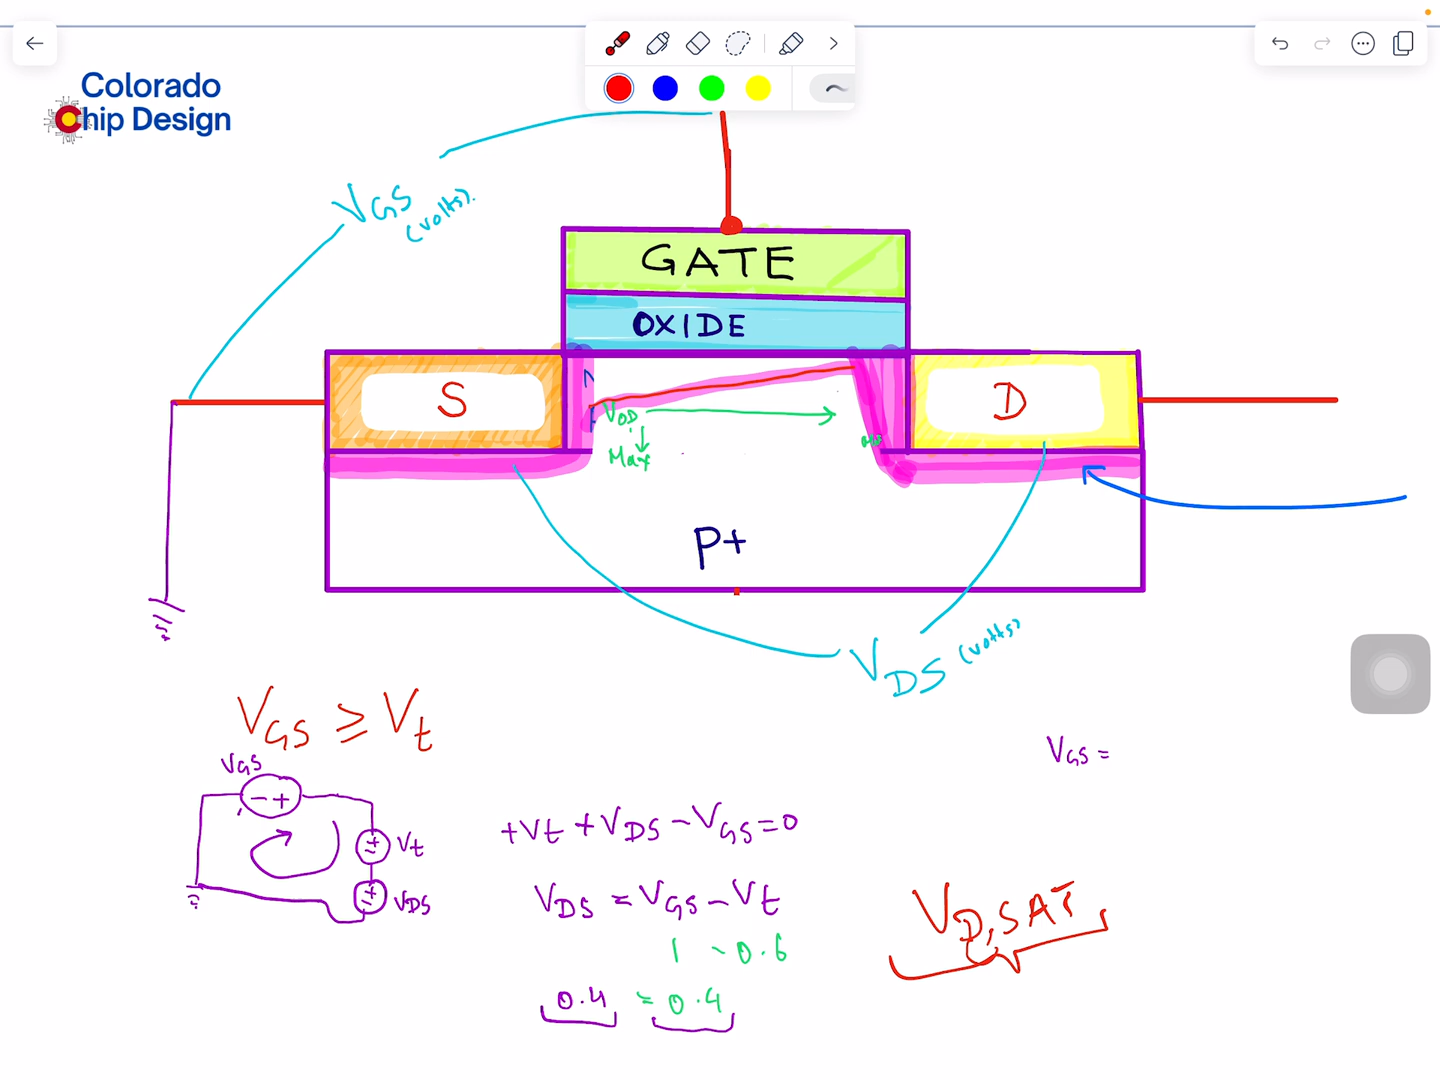 Colorado
Chip Design
VGS
(volts).
GATE
OXIDE
S
D
VOD
Max
P+
VDS (volts)
VGS ≥ Vt
VGS =
VGS
- +
+Vt + VDS - VGS = 0
Vt
VDS
VDS = VGS - Vt
VD,SAT
1 - 0.6
0.4 = 0.4